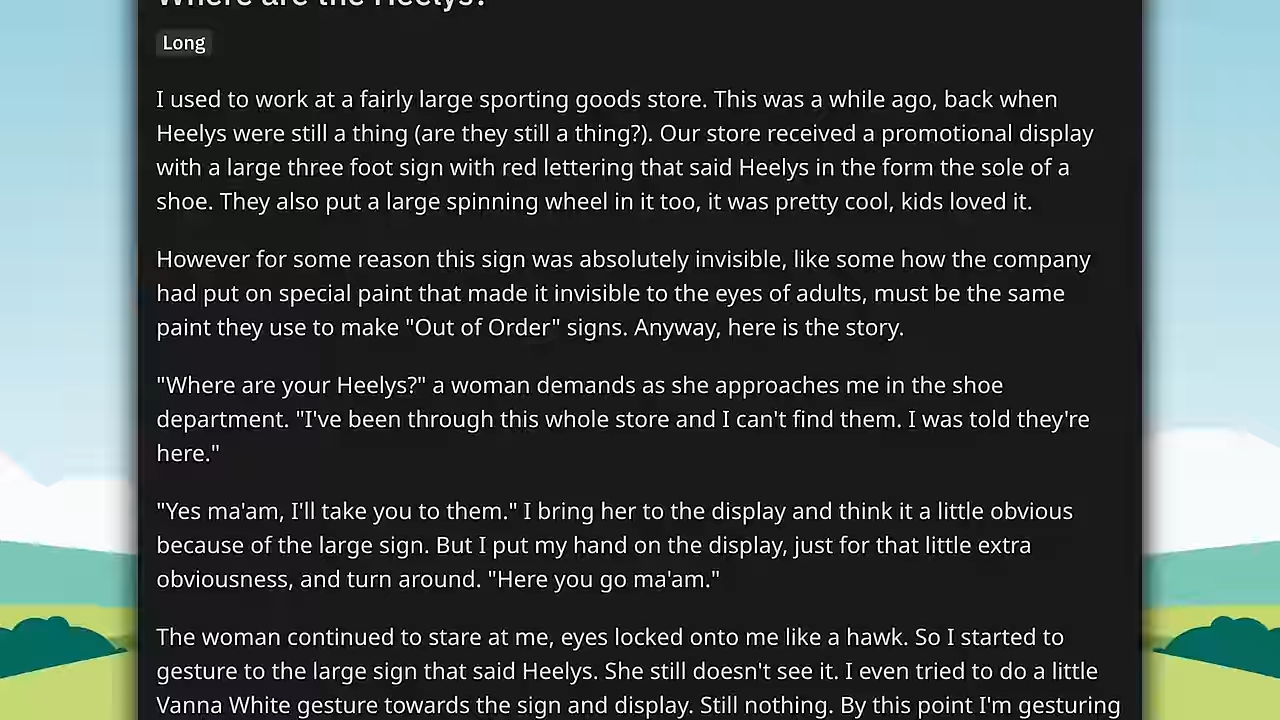 Where are the Heelys?
Long
I used to work at a fairly large sporting goods store. This was a while ago, back when
Heelys were still a thing (are they still a thing?). Our store received a promotional display
with a large three foot sign with red lettering that said Heelys in the form the sole of a
shoe. They also put a large spinning wheel in it too, it was pretty cool, kids loved it.
However for some reason this sign was absolutely invisible, like some how the company
had put on special paint that made it invisible to the eyes of adults, must be the same
paint they use to make "Out of Order" signs. Anyway, here is the story.
"Where are your Heelys?" a woman demands as she approaches me in the shoe
department. "I've been through this whole store and I can't find them. I was told they're
here."
"Yes ma'am, I'll take you to them." I bring her to the display and think it a little obvious
because of the large sign. But I put my hand on the display, just for that little extra
obviousness, and turn around. "Here you go ma'am."
The woman continued to stare at me, eyes locked onto me like a hawk. So I started to
gesture to the large sign that said Heelys. She still doesn't see it. I even tried to do a little
Vanna White gesture towards the sign and display. Still nothing. By this point I'm gesturing